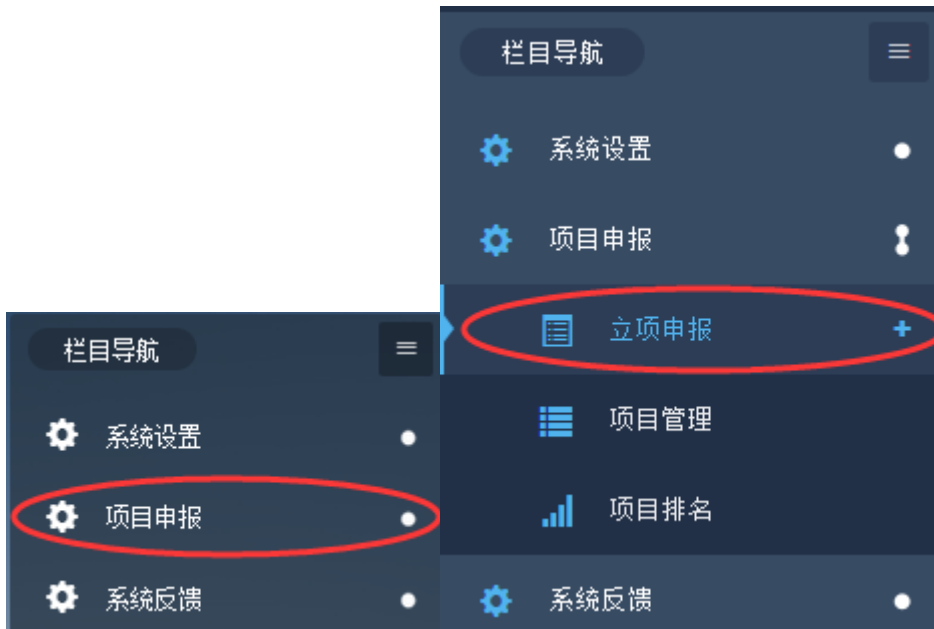 栏目导航
系统设置
项目申报
系统反馈
栏目导航
系统设置
项目申报
立项申报
项目管理
项目排名
系统反馈